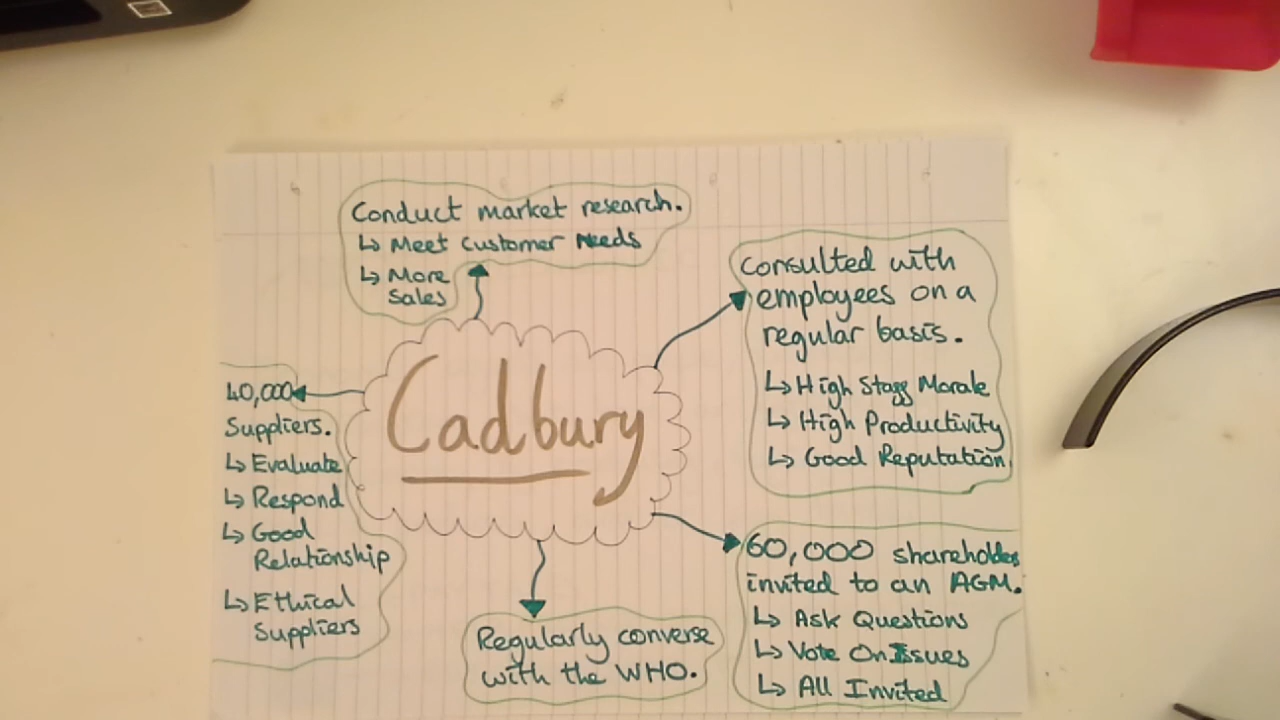 Conduct market research.
↳ Meet Customer Needs
↳ More
Sales
Consulted with
employees on a
regular basis.
↳ High Stagg Morale
↳ High Productivity
↳ Good Reputation
Cadbury
40,000
Suppliers.
↳ Evaluate
↳ Respond
↳ Good
Relationship
↳ Ethical
Suppliers
Regularly converse
with the WHO.
60,000 shareholdes
invited to an AGM.
↳ Ask Questions
↳ Vote On Issues
↳ All Invited